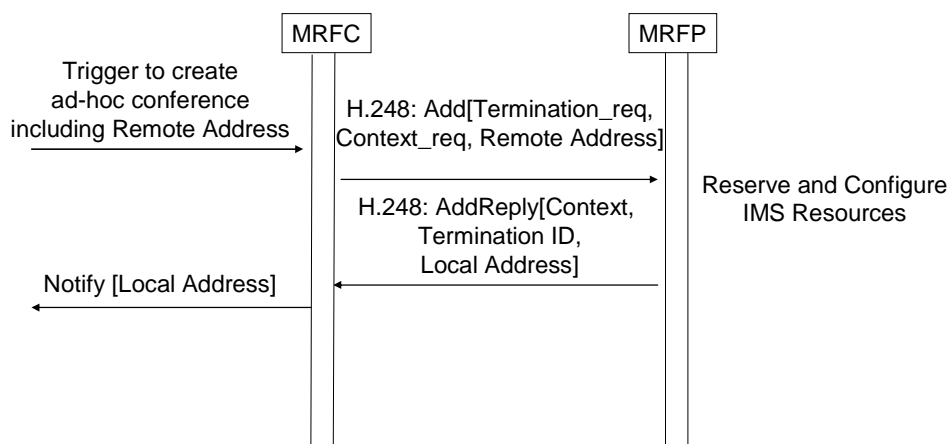 MRFC
MRFP
Trigger to create
ad-hoc conference
including Remote Address
H.248: Add[Termination_req,
Context_req, Remote Address]
Reserve and Configure
IMS Resources
H.248: AddReply[Context,
Termination ID,
Local Address]
Notify [Local Address]